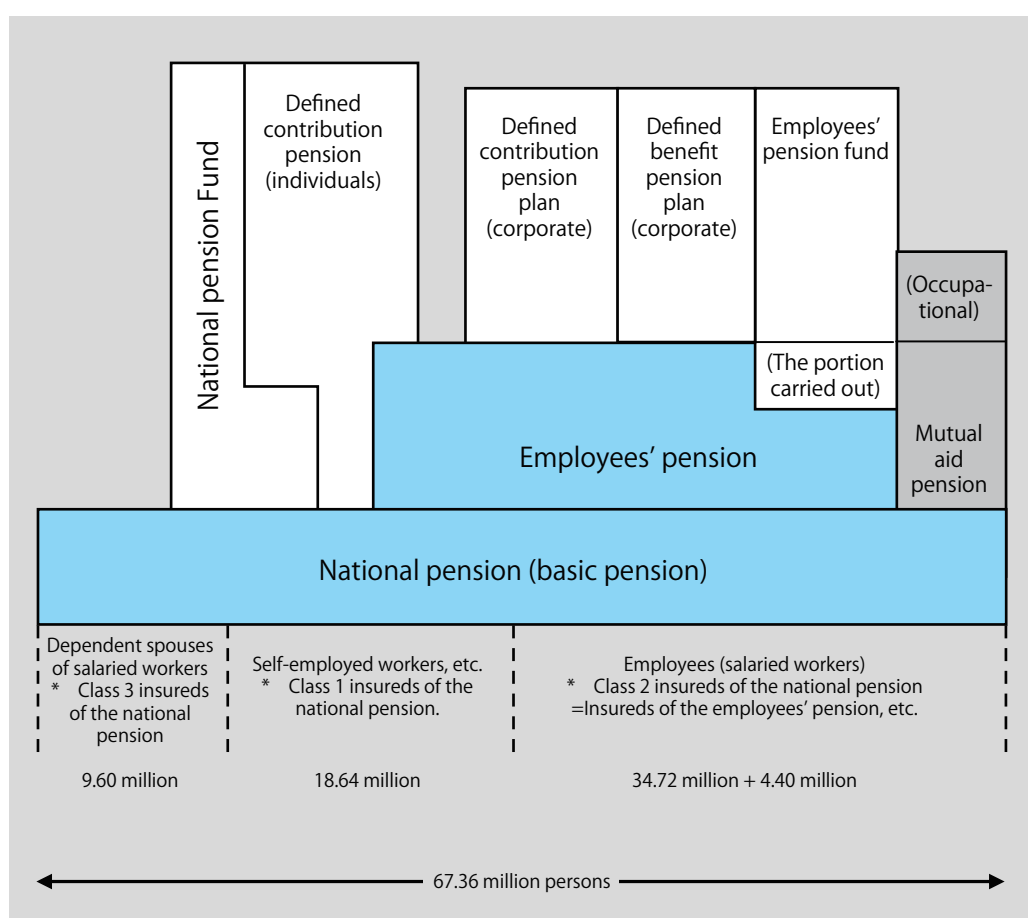 National pension Fund
Defined
contribution
pension
(individuals)
Defined
contribution
pension
plan
(corporate)
Defined
benefit
pension
plan
(corporate)
Employees’
pension fund
(Occupa-
tional)
(The portion
carried out)
Employees’ pension
Mutual
aid
pension
National pension (basic pension)
Dependent spouses
of salaried workers
* Class 3 insureds
of the national
pension
Self-employed workers, etc.
* Class 1 insureds of the
national pension.
Employees (salaried workers)
* Class 2 insureds of the national pension
=Insureds of the employees’ pension, etc.
9.60 million
18.64 million
34.72 million + 4.40 million
67.36 million persons